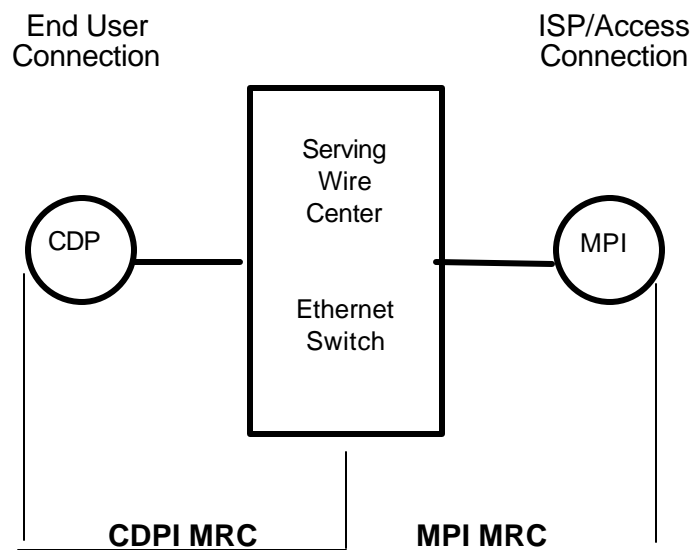 End User
Connection
ISP/Access
Connection
Serving
Wire
Center
CDP
MPI
Ethernet
Switch
CDPI MRC
MPI MRC